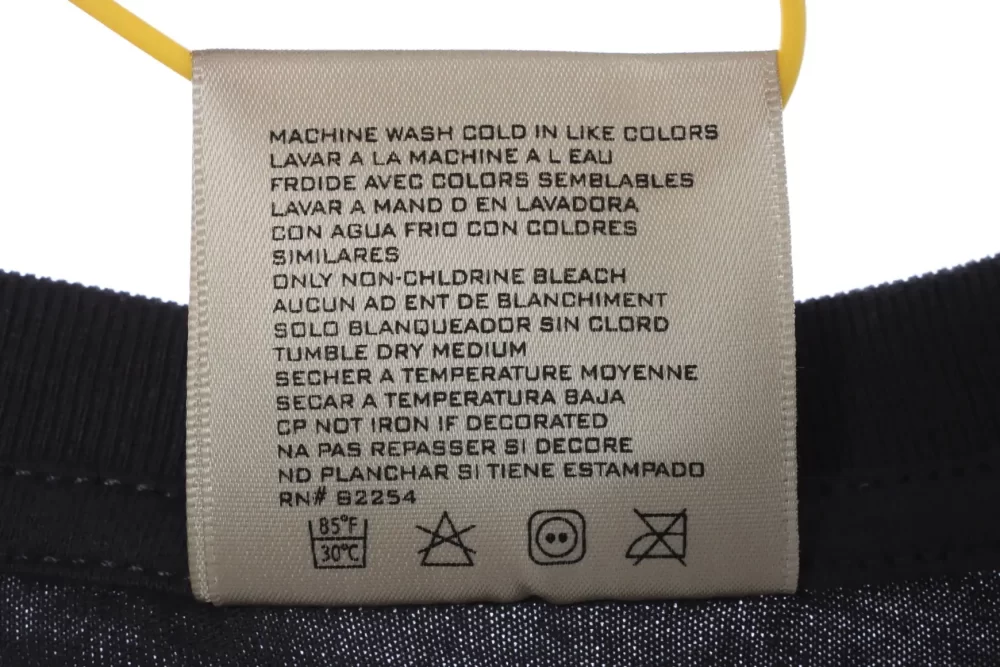 MACHINE WASH COLD IN LIKE COLORS
LAVAR A LA MACHINE A L EAU
FRDIDE AVEC COLORS SEMBLABLES
LAVAR A MAND D EN LAVADORA
CON AGUA FRIO CON COLDRES
SIMILARES
ONLY NON-CHLDRINE BLEACH
AUCUN AD ENT DE BLANCHIMENT
SOLO BLANQUEADOR SIN CLORD
TUMBLE DRY MEDIUM
SECHER A TEMPERATURE MOYENNE
SECAR A TEMPERATURA BAJA
CP NOT IRON IF DECORATED
NA PAS REPASSER SI DECORE
ND PLANCHAR SI TIENE ESTAMPADO
RN# 82254
85°F
30°C